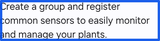 Create a group and register
common sensors to easily monitor
and manage your plants.